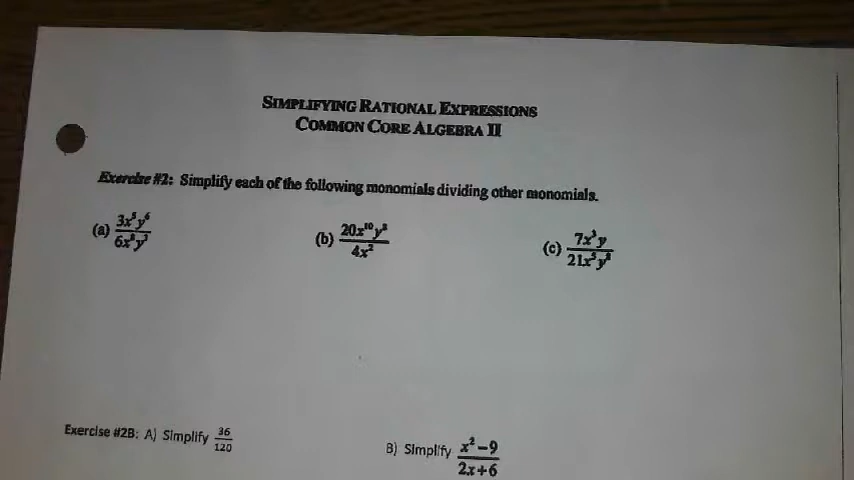 SIMPLIFYING RATIONAL EXPRESSIONS
COMMON CORE ALGEBRA II
Exercise #2: Simplify each of the following monomials dividing other monomials.
(a) 3x⁵y⁶ / 6x⁸y³ (b) 20x¹⁰y⁸ / 4x² (c) 7x³y / 21x⁵y⁸
Exercise #2B: A) Simplify 36/120 B) Simplify x²-9 / 2x+6